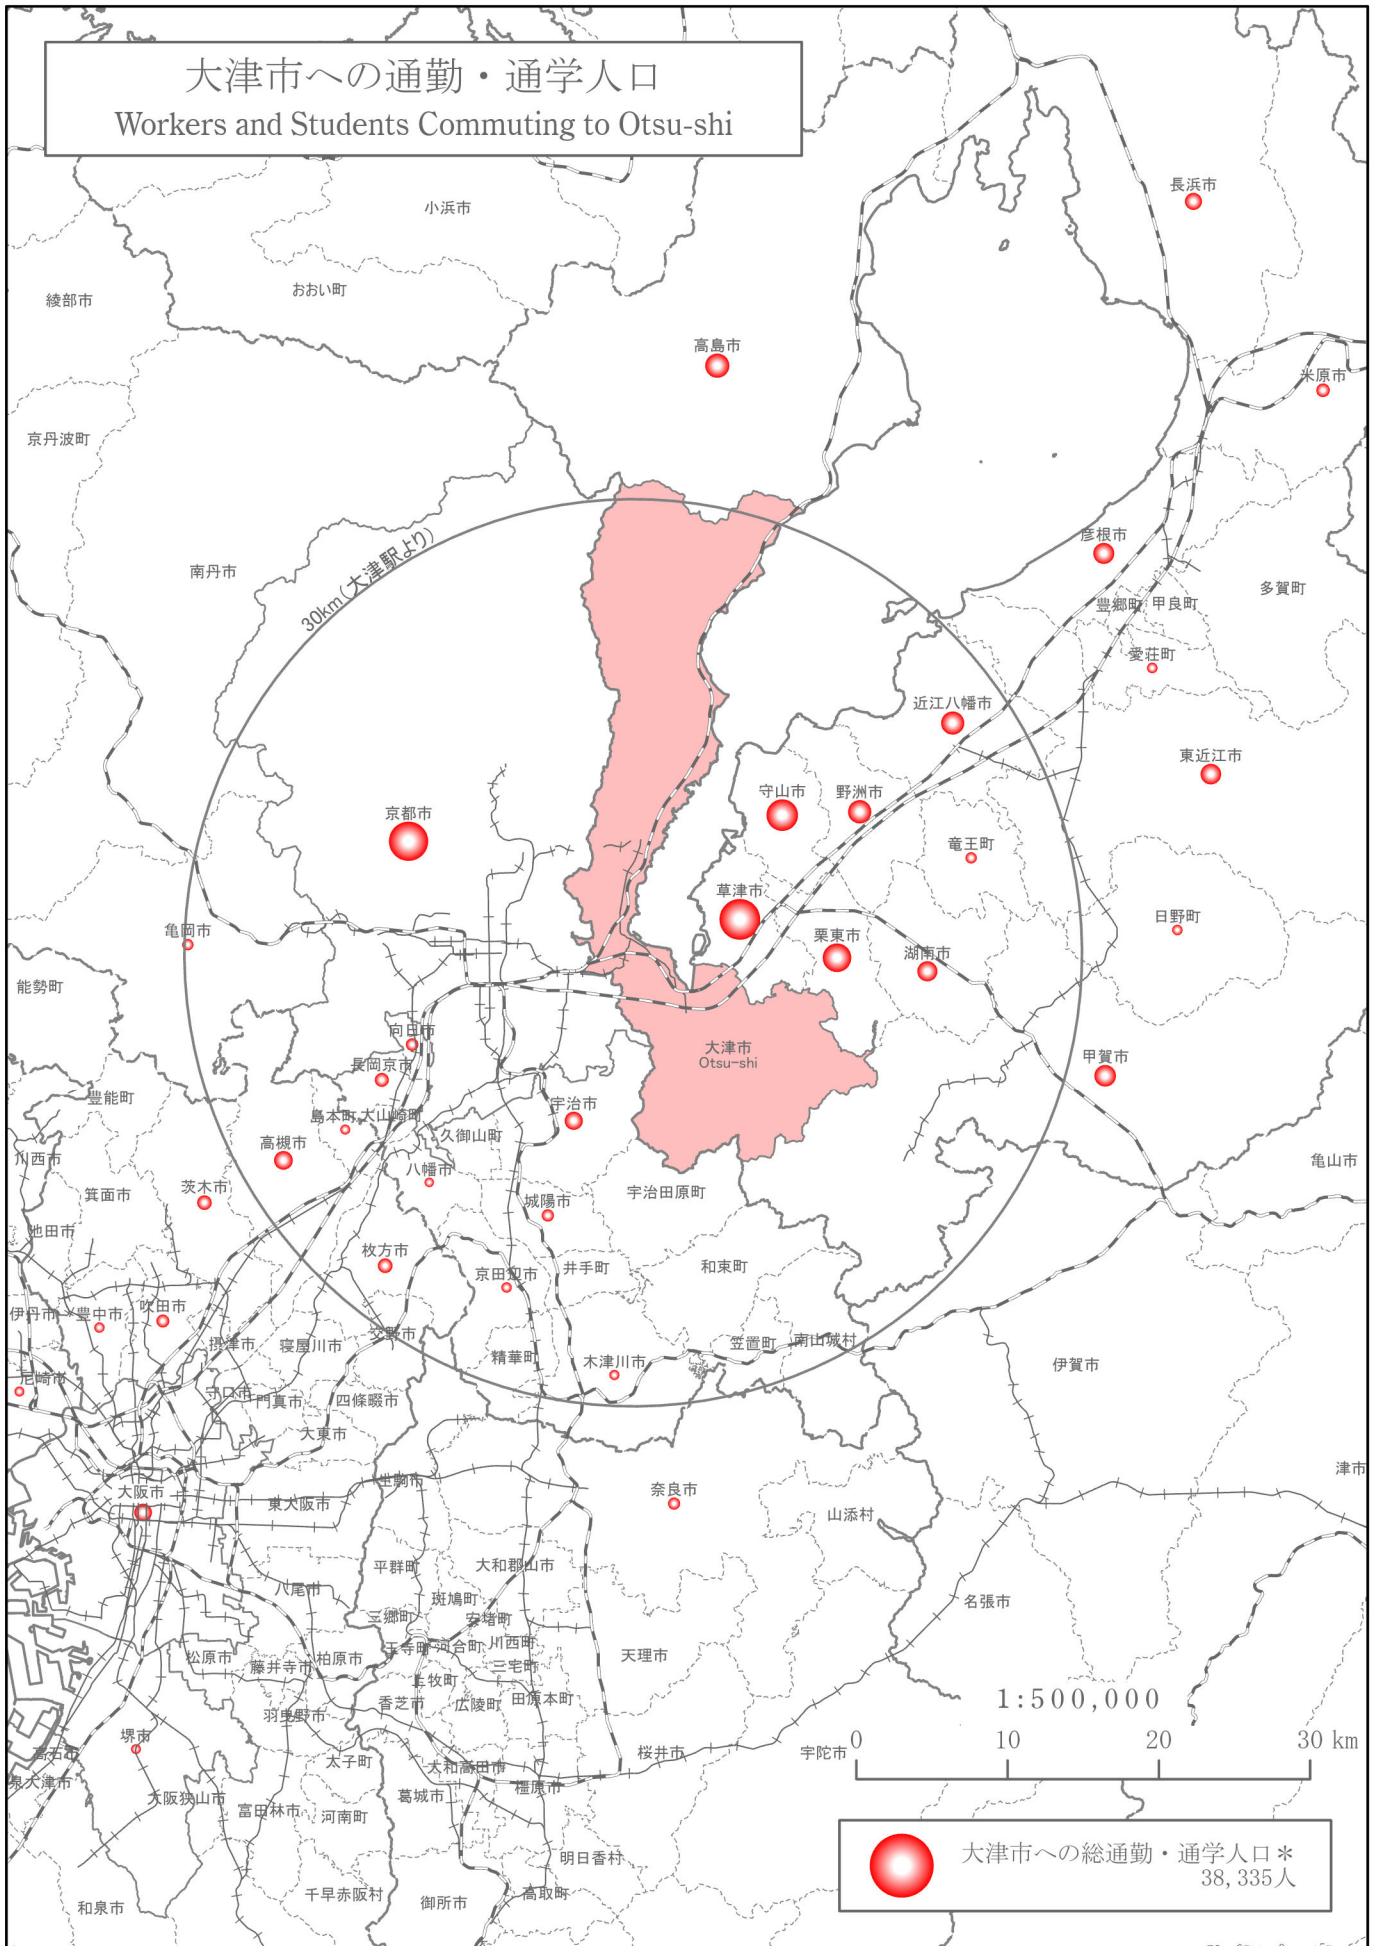 大津市への通勤・通学人口
Workers and Students Commuting to Otsu-shi
長浜市
小浜市
おおい町
綾部市
高島市
米原市
京丹波町
30km(大津駅より)
彦根市
南丹市
多賀町
豊郷町
甲良町
愛荘町
近江八幡市
東近江市
守山市
野洲市
京都市
竜王町
草津市
日野町
亀岡市
栗東市
湖南市
能勢町
向日市
大津市
Otsu-shi
長岡京市
甲賀市
豊能町
島本町
大山崎町
宇治市
久御山町
高槻市
川西市
八幡市
亀山市
茨木市
箕面市
宇治田原町
城陽市
池田市
枚方市
京田辺市
井手町
和束町
伊丹市
豊中市
吹田市
摂津市
寝屋川市
交野市
精華町
木津川市
笠置町
南山城村
伊賀市
尼崎市
守口市
門真市
四條畷市
大東市
津市
大阪市
東大阪市
生駒市
奈良市
山添村
平群町
大和郡山市
八尾市
斑鳩町
名張市
三郷町
安堵町
王寺町
河合町
川西町
松原市
藤井寺市
柏原市
三宅町
天理市
上牧町
香芝市
広陵町
田原本町
羽曳野市
1:500,000
堺市
高石市
太子町
大和高田市
桜井市
宇陀市
0 10 20 30 km
泉大津市
大阪狭山市
葛城市
橿原市
富田林市
河南町
明日香村
千早赤阪村
御所市
高取町
和泉市
大津市への総通勤・通学人口＊
38,335人